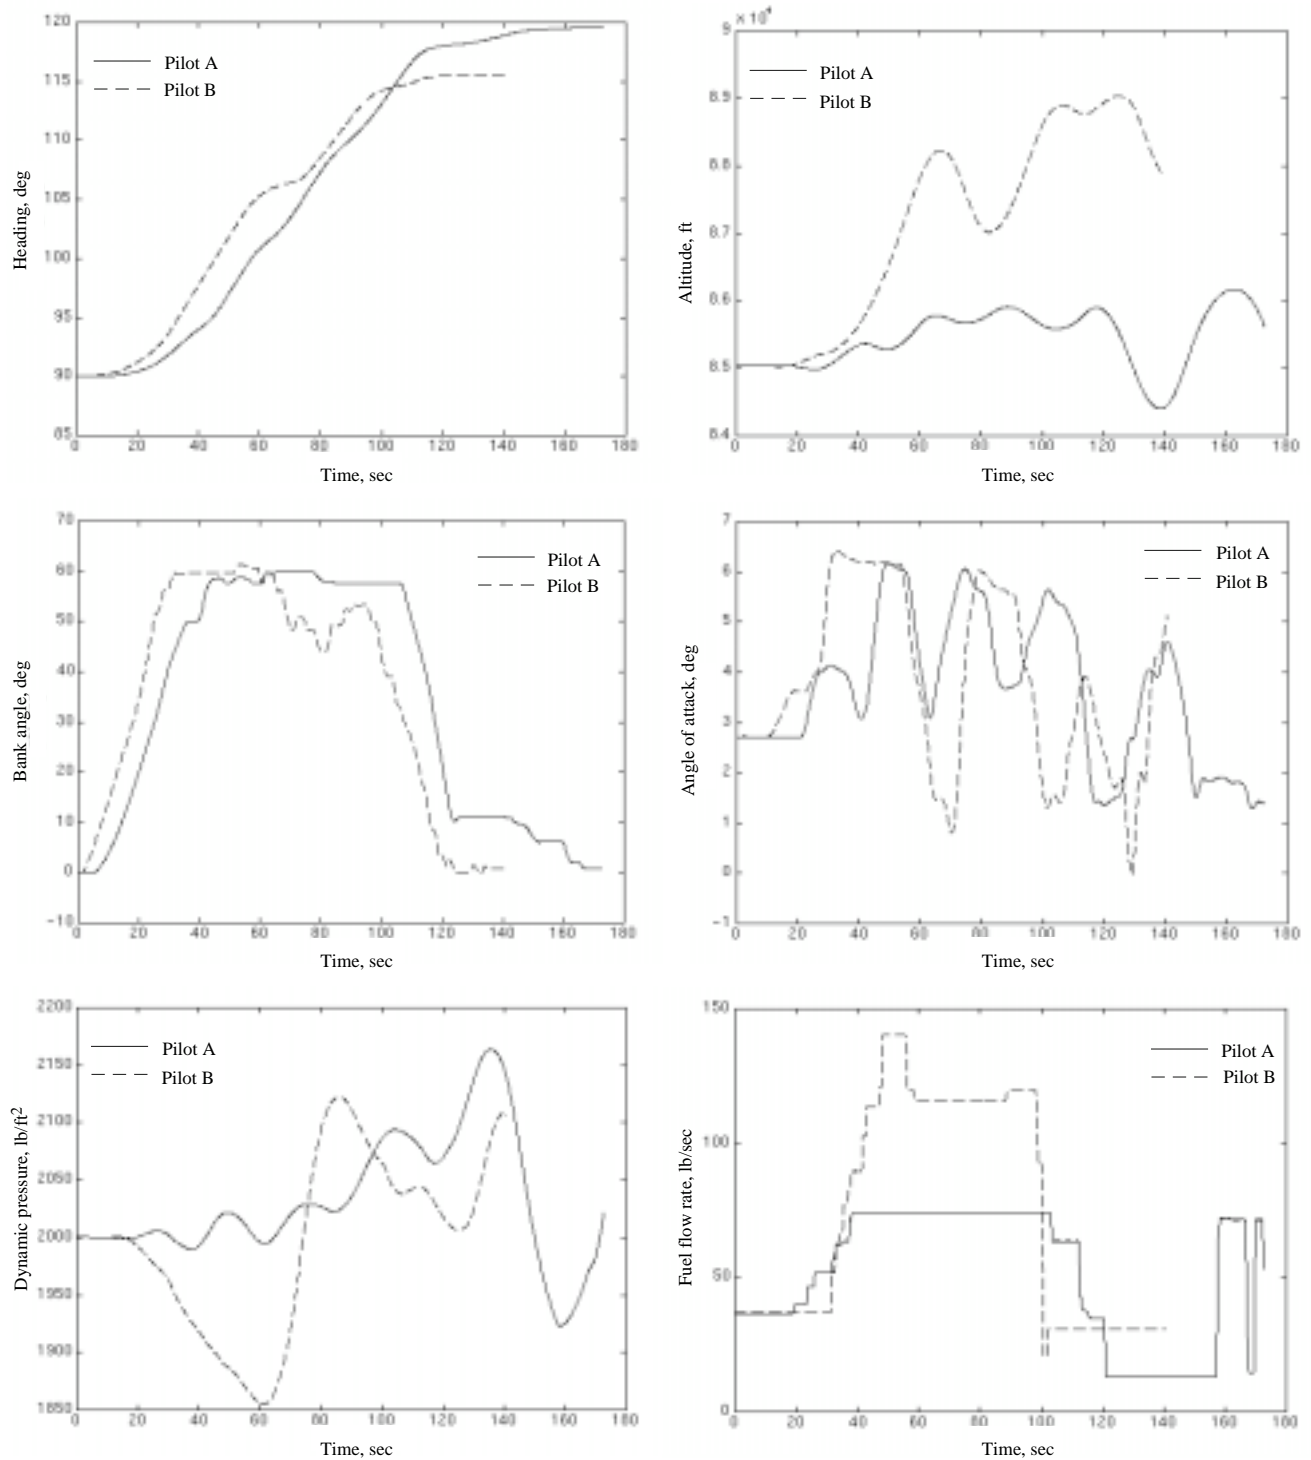 120
115
110
105
100
95
90
85
0 20 40 60 80 100 120 140 160 180
Heading, deg
Time, sec
Pilot A
Pilot B
9 × 10⁴
8.9
8.8
8.7
8.6
8.5
8.4
0 20 40 60 80 100 120 140 160 180
Altitude, ft
Time, sec
Pilot A
Pilot B
70
60
50
40
30
20
10
0
−10
0 20 40 60 80 100 120 140 160 180
Bank angle, deg
Time, sec
Pilot A
Pilot B
7
6
5
4
3
2
1
0
−1
0 20 40 60 80 100 120 140 160 180
Angle of attack, deg
Time, sec
Pilot A
Pilot B
2200
2150
2100
2050
2000
1950
1900
1850
0 20 40 60 80 100 120 140 160 180
Dynamic pressure, lb/ft²
Time, sec
Pilot A
Pilot B
150
100
50
0
0 20 40 60 80 100 120 140 160 180
Fuel flow rate, lb/sec
Time, sec
Pilot A
Pilot B